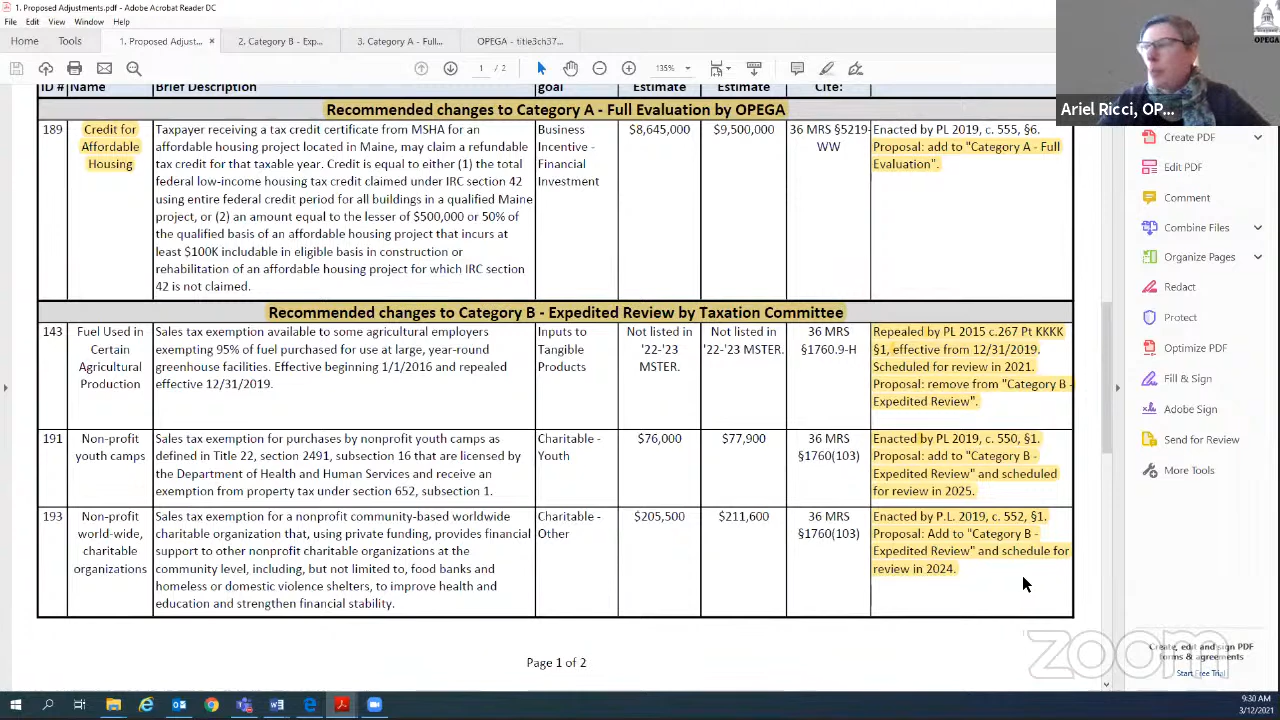 1. Proposed Adjustments.pdf - Adobe Acrobat Reader DC
File Edit View Window Help
Home Tools 1. Proposed Adjust... × 2. Category B - Exp... 3. Category A - Full... OPEGA - title3ch37...
1 / 2 135%
OPEGA
Ariel Ricci, OP...
ID # Name Brief Description goal Estimate Estimate Cite:
Recommended changes to Category A - Full Evaluation by OPEGA
189
Credit for
Affordable
Housing
Taxpayer receiving a tax credit certificate from MSHA for an
affordable housing project located in Maine, may claim a refundable
tax credit for that taxable year. Credit is equal to either (1) the total
federal low-income housing tax credit claimed under IRC section 42
using entire federal credit period for all buildings in a qualified Maine
project, or (2) an amount equal to the lesser of $500,000 or 50% of
the qualified basis of an affordable housing project that incurs at
least $100K includable in eligible basis in construction or
rehabilitation of an affordable housing project for which IRC section
42 is not claimed.
Business
Incentive -
Financial
Investment
$8,645,000
$9,500,000
36 MRS §5219-
WW
Enacted by PL 2019, c. 555, §6.
Proposal: add to "Category A - Full
Evaluation".
Recommended changes to Category B - Expedited Review by Taxation Committee
143
Fuel Used in
Certain
Agricultural
Production
Sales tax exemption available to some agricultural employers
exempting 95% of fuel purchased for use at large, year-round
greenhouse facilities. Effective beginning 1/1/2016 and repealed
effective 12/31/2019.
Inputs to
Tangible
Products
Not listed in
'22-'23
MSTER.
Not listed in
'22-'23 MSTER.
36 MRS
§1760.9-H
Repealed by PL 2015 c.267 Pt KKKK
§1, effective from 12/31/2019.
Scheduled for review in 2021.
Proposal: remove from "Category B -
Expedited Review".
191
Non-profit
youth camps
Sales tax exemption for purchases by nonprofit youth camps as
defined in Title 22, section 2491, subsection 16 that are licensed by
the Department of Health and Human Services and receive an
exemption from property tax under section 652, subsection 1.
Charitable -
Youth
$76,000
$77,900
36 MRS
§1760(103)
Enacted by PL 2019, c. 550, §1.
Proposal: add to "Category B -
Expedited Review" and scheduled
for review in 2025.
193
Non-profit
world-wide,
charitable
organizations
Sales tax exemption for a nonprofit community-based worldwide
charitable organization that, using private funding, provides financial
support to other nonprofit charitable organizations at the
community level, including, but not limited to, food banks and
homeless or domestic violence shelters, to improve health and
education and strengthen financial stability.
Charitable -
Other
$205,500
$211,600
36 MRS
§1760(103)
Enacted by P.L. 2019, c. 552, §1.
Proposal: Add to "Category B -
Expedited Review" and schedule for
review in 2024.
Page 1 of 2
Create PDF
Edit PDF
Comment
Combine Files
Organize Pages
Redact
Protect
Optimize PDF
Fill & Sign
Adobe Sign
Send for Review
More Tools
Create, edit and sign PDF
forms & agreements
Start Free Trial
zoom
9:30 AM
3/12/2021